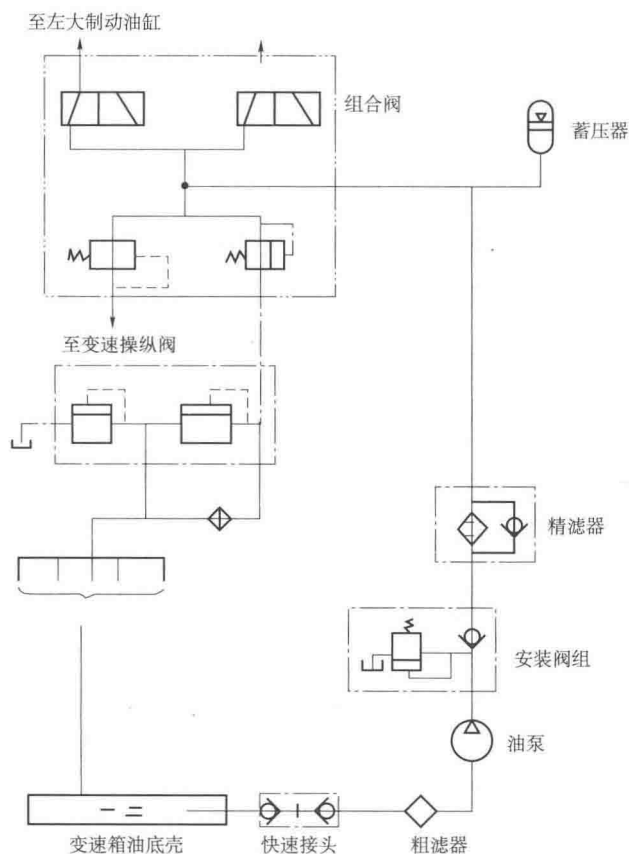 至左大制动油缸
组合阀
蓄压器
至变速操纵阀
精滤器
安装阀组
油泵
变速箱油底壳
快速接头
粗滤器